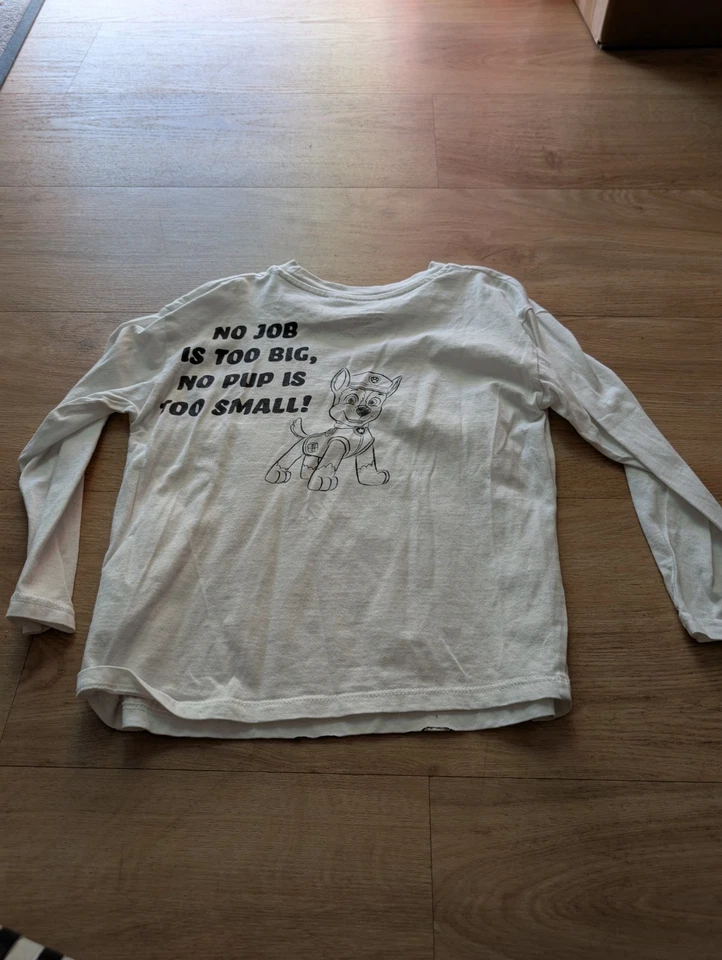 NO JOB
IS TOO BIG,
NO PUP IS
TOO SMALL!